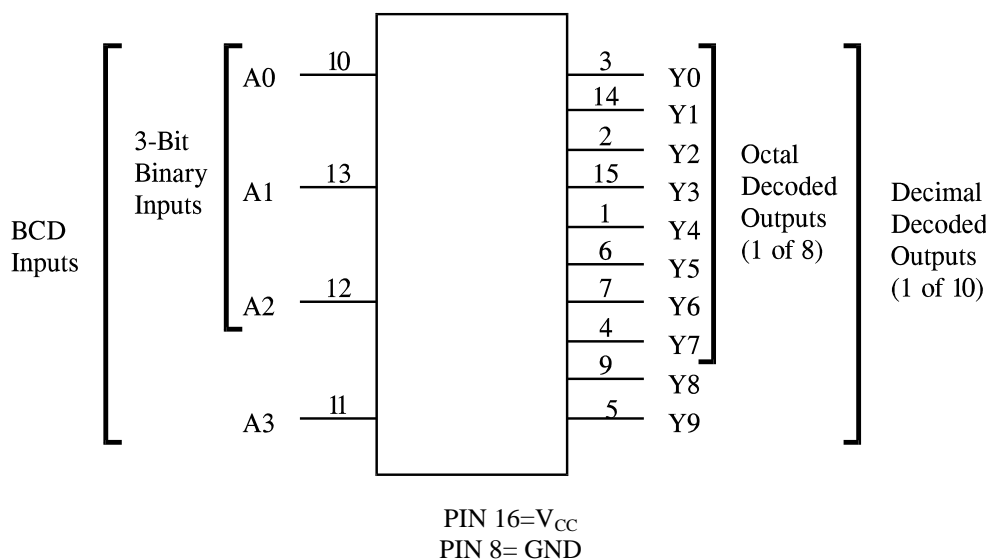 BCD
Inputs
3-Bit
Binary
Inputs
A0
10
A1
13
A2
12
A3
11
3
Y0
14
Y1
2
Y2
15
Y3
1
Y4
6
Y5
7
Y6
4
Y7
9
Y8
5
Y9
Octal
Decoded
Outputs
(1 of 8)
Decimal
Decoded
Outputs
(1 of 10)
PIN 16=VCC
PIN 8= GND